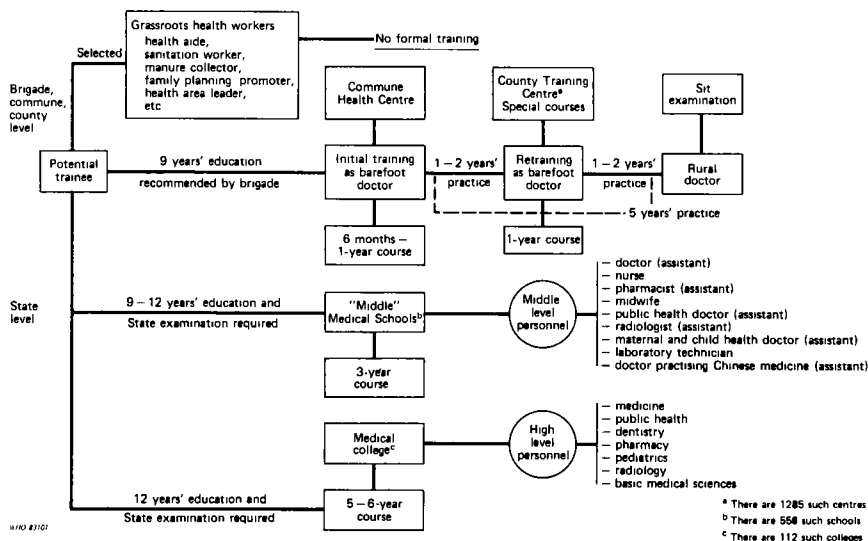 Grassroots health workers
health aide,
sanitation worker,
manure collector,
family planning promoter,
health area leader,
etc
Selected
No formal training
Brigade,
commune,
county
level
Commune
Health Centre
County Training
Centreᵃ
Special courses
Sit
examination
Potential
trainee
9 years' education
recommended by brigade
Initial training
as barefoot
doctor
1–2 years'
practice
Retraining
as barefoot
doctor
1–2 years'
practice
Rural
doctor
5 years' practice
6 months –
1-year course
1-year course
State
level
9–12 years' education and
State examination required
"Middle"
Medical Schoolsᵇ
Middle
level
personnel
– doctor (assistant)
– nurse
– pharmacist (assistant)
– midwife
– public health doctor (assistant)
– radiologist (assistant)
– maternal and child health doctor (assistant)
– laboratory technician
– doctor practising Chinese medicine (assistant)
3-year
course
Medical
collegeᶜ
High
level
personnel
– medicine
– public health
– dentistry
– pharmacy
– pediatrics
– radiology
– basic medical sciences
12 years' education and
State examination required
5–6-year
course
ᵃ There are 1285 such centres
ᵇ There are 558 such schools
ᶜ There are 112 such colleges
WHO 83101